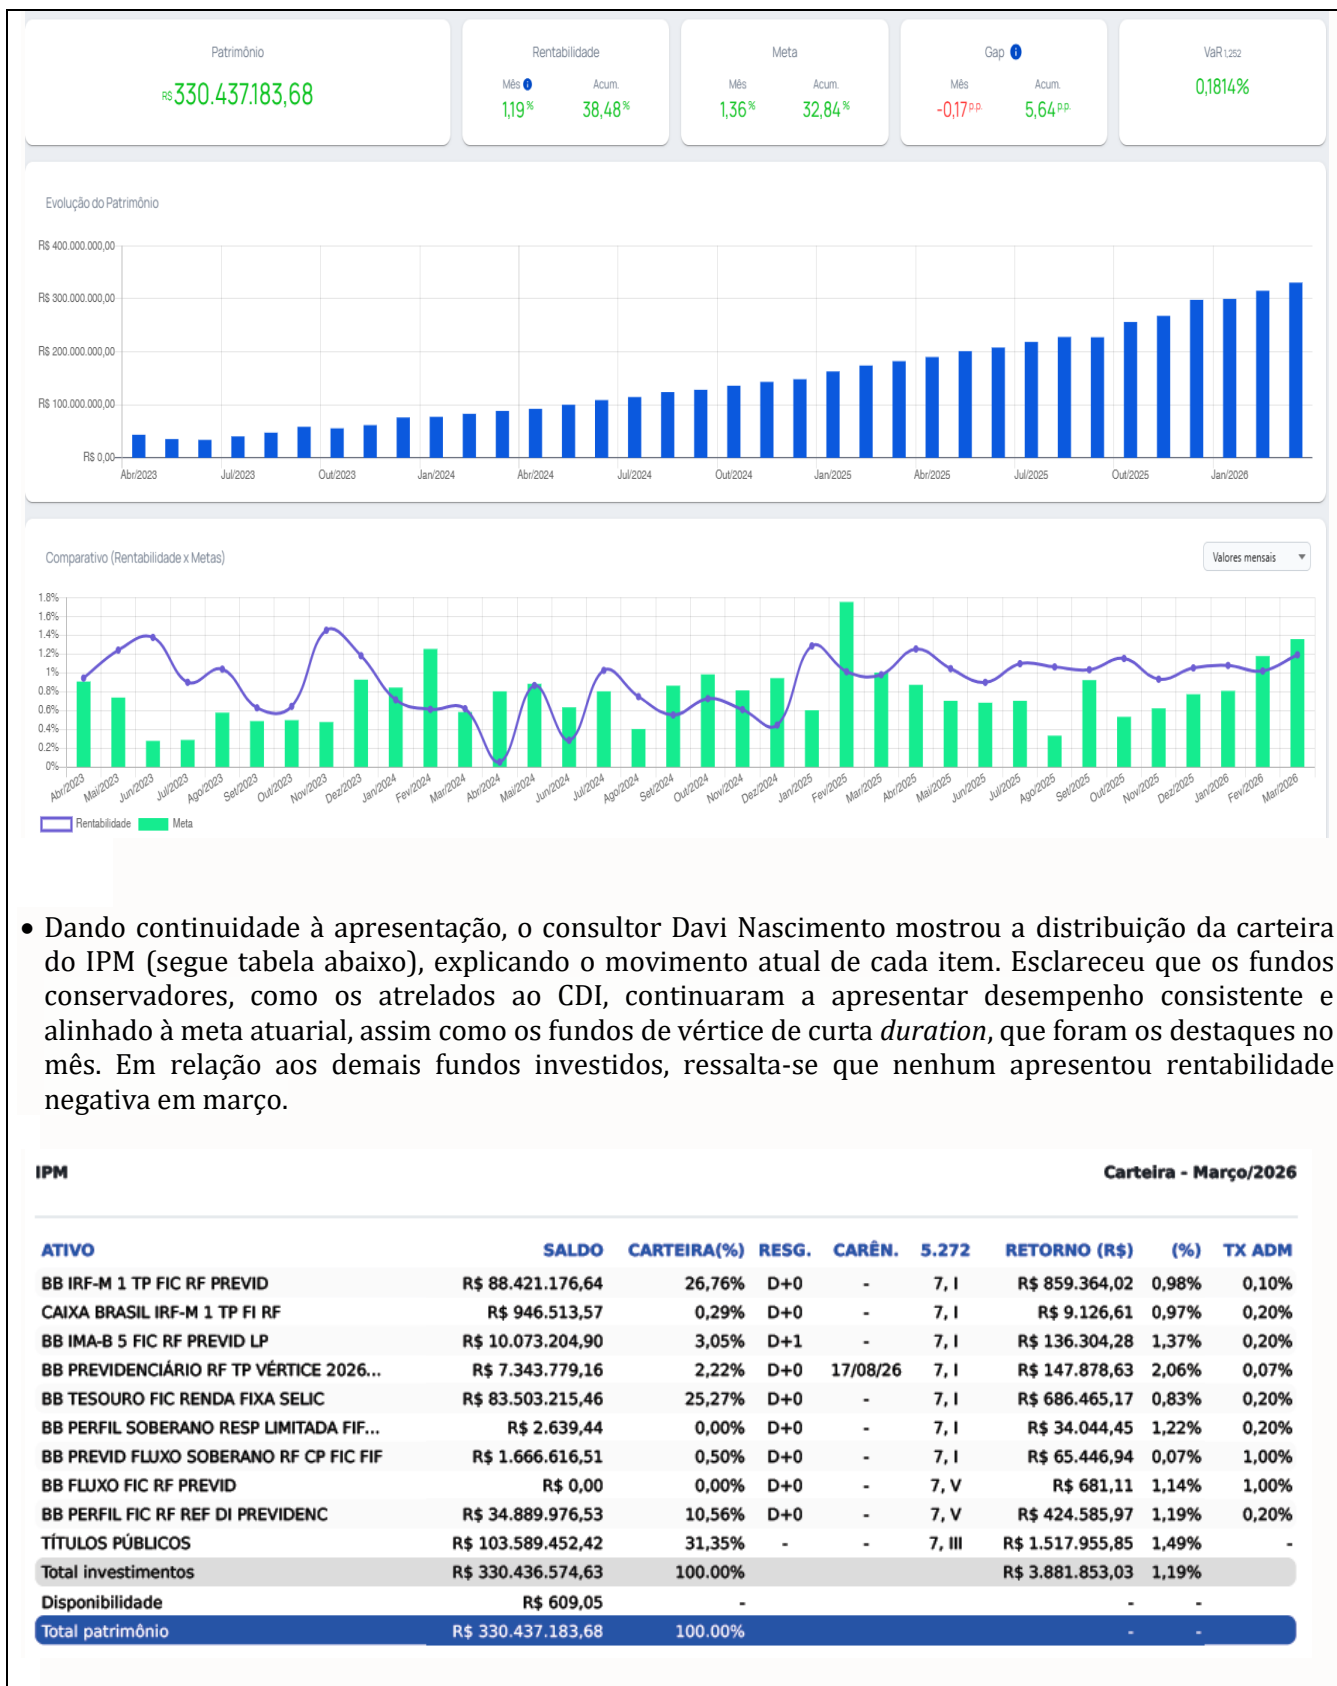 Patrimônio
R$ 330.437.183,68
Rentabilidade
Mês Acum.
1,19% 38,48%
Meta
Mês Acum.
1,36% 32,84%
Gap
Mês Acum.
-0,17 p.p. 5,64 p.p.
VaR 1,252
0,1814%
Evolução do Patrimônio
R$ 400.000.000,00
R$ 300.000.000,00
R$ 200.000.000,00
R$ 100.000.000,00
R$ 0,00
Abr/2023 Jul/2023 Out/2023 Jan/2024 Abr/2024 Jul/2024 Out/2024 Jan/2025 Abr/2025 Jul/2025 Out/2025 Jan/2026
Comparativo (Rentabilidade x Metas)
Valores mensais
1.8%
1.6%
1.4%
1.2%
1%
0.8%
0.6%
0.4%
0.2%
0%
Abr/2023 Mai/2023 Jun/2023 Jul/2023 Ago/2023 Set/2023 Out/2023 Nov/2023 Dez/2023 Jan/2024 Fev/2024 Mar/2024 Abr/2024 Mai/2024 Jun/2024 Jul/2024 Ago/2024 Set/2024 Out/2024 Nov/2024 Dez/2024 Jan/2025 Fev/2025 Mar/2025 Abr/2025 Mai/2025 Jun/2025 Jul/2025 Ago/2025 Set/2025 Out/2025 Nov/2025 Dez/2025 Jan/2026 Fev/2026 Mar/2026
Rentabilidade Meta
• Dando continuidade à apresentação, o consultor Davi Nascimento mostrou a distribuição da carteira
do IPM (segue tabela abaixo), explicando o movimento atual de cada item. Esclareceu que os fundos
conservadores, como os atrelados ao CDI, continuaram a apresentar desempenho consistente e
alinhado à meta atuarial, assim como os fundos de vértice de curta duration, que foram os destaques no
mês. Em relação aos demais fundos investidos, ressalta-se que nenhum apresentou rentabilidade
negativa em março.
IPM Carteira - Março/2026
ATIVO SALDO CARTEIRA(%) RESG. CARÊN. 5.272 RETORNO (R$) (%) TX ADM
BB IRF-M 1 TP FIC RF PREVID R$ 88.421.176,64 26,76% D+0 - 7, I R$ 859.364,02 0,98% 0,10%
CAIXA BRASIL IRF-M 1 TP FI RF R$ 946.513,57 0,29% D+0 - 7, I R$ 9.126,61 0,97% 0,20%
BB IMA-B 5 FIC RF PREVID LP R$ 10.073.204,90 3,05% D+1 - 7, I R$ 136.304,28 1,37% 0,20%
BB PREVIDENCIÁRIO RF TP VÉRTICE 2026... R$ 7.343.779,16 2,22% D+0 17/08/26 7, I R$ 147.878,63 2,06% 0,07%
BB TESOURO FIC RENDA FIXA SELIC R$ 83.503.215,46 25,27% D+0 - 7, I R$ 686.465,17 0,83% 0,20%
BB PERFIL SOBERANO RESP LIMITADA FIF... R$ 2.639,44 0,00% D+0 - 7, I R$ 34.044,45 1,22% 0,20%
BB PREVID FLUXO SOBERANO RF CP FIC FIF R$ 1.666.616,51 0,50% D+0 - 7, I R$ 65.446,94 0,07% 1,00%
BB FLUXO FIC RF PREVID R$ 0,00 0,00% D+0 - 7, V R$ 681,11 1,14% 1,00%
BB PERFIL FIC RF REF DI PREVIDENC R$ 34.889.976,53 10,56% D+0 - 7, V R$ 424.585,97 1,19% 0,20%
TÍTULOS PÚBLICOS R$ 103.589.452,42 31,35% - - 7, III R$ 1.517.955,85 1,49% -
Total investimentos R$ 330.436.574,63 100.00% R$ 3.881.853,03 1,19%
Disponibilidade R$ 609,05 - - -
Total patrimônio R$ 330.437.183,68 100.00% - -